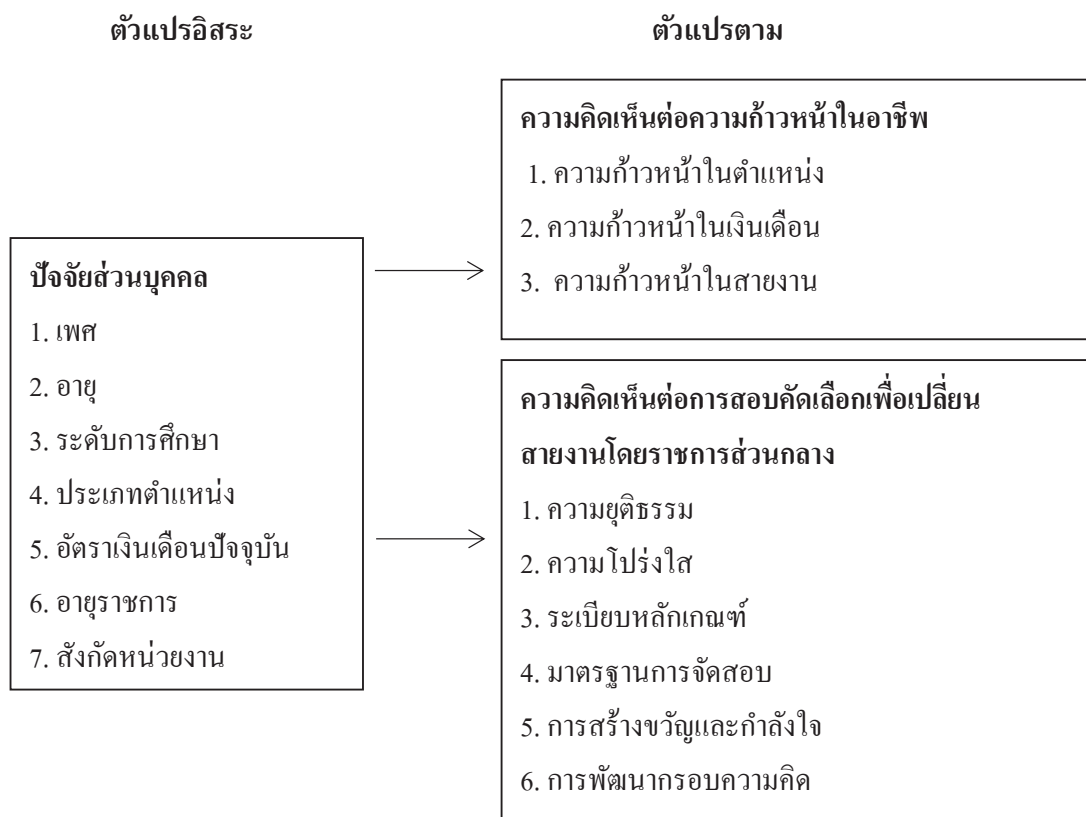 ตัวแปรอิสระ
ตัวแปรตาม
ปัจจัยส่วนบุคคล
1. เพศ
2. อายุ
3. ระดับการศึกษา
4. ประเภทตำแหน่ง
5. อัตราเงินเดือนปัจจุบัน
6. อายุราชการ
7. สังกัดหน่วยงาน
ความคิดเห็นต่อความก้าวหน้าในอาชีพ
1. ความก้าวหน้าในตำแหน่ง
2. ความก้าวหน้าในเงินเดือน
3. ความก้าวหน้าในสายงาน
ความคิดเห็นต่อการสอบคัดเลือกเพื่อเปลี่ยน
สายงานโดยราชการส่วนกลาง
1. ความยุติธรรม
2. ความโปร่งใส
3. ระเบียบหลักเกณฑ์
4. มาตรฐานการจัดสอบ
5. การสร้างขวัญและกำลังใจ
6. การพัฒนากรอบความคิด